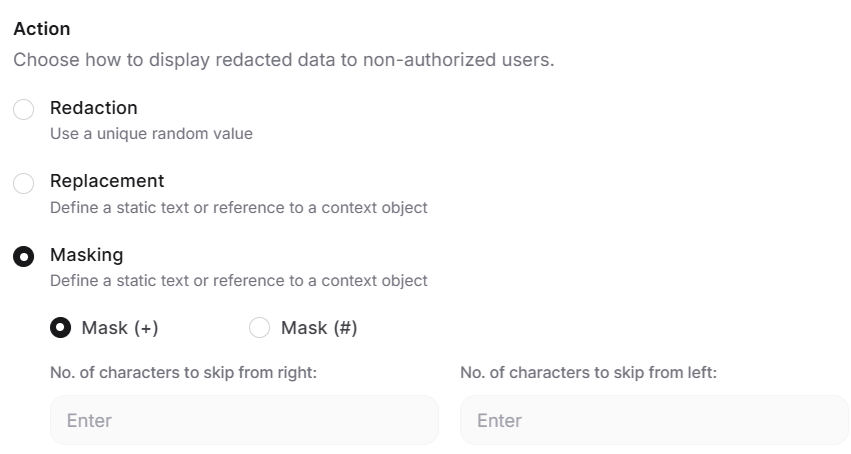 Action
Choose how to display redacted data to non-authorized users.
Redaction
Use a unique random value
Replacement
Define a static text or reference to a context object
Masking
Define a static text or reference to a context object
Mask (+) Mask (#)
No. of characters to skip from right: No. of characters to skip from left:
Enter Enter